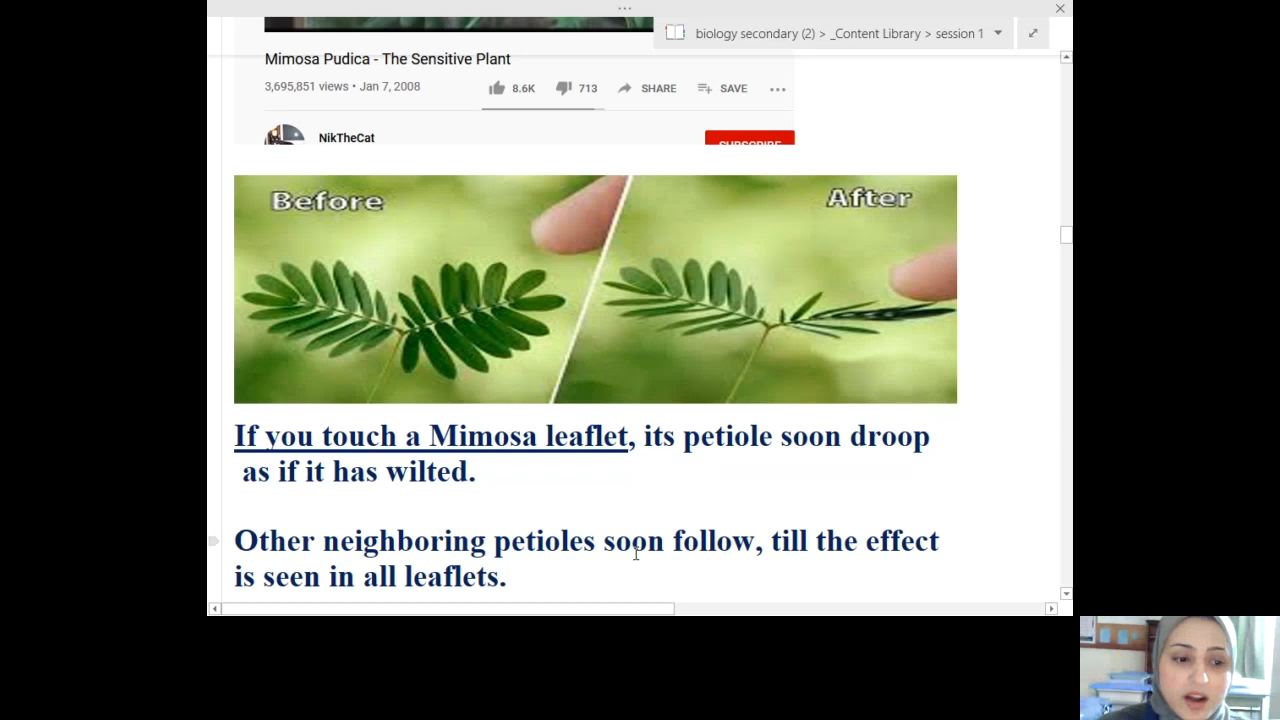 biology secondary (2) > _Content Library > session 1
Mimosa Pudica - The Sensitive Plant
3,695,851 views • Jan 7, 2008
8.6K
713
SHARE
SAVE
NikTheCat
SUBSCRIBE
Before
After
If you touch a Mimosa leaflet, its petiole soon droop
as if it has wilted.
Other neighboring petioles soon follow, till the effect
is seen in all leaflets.